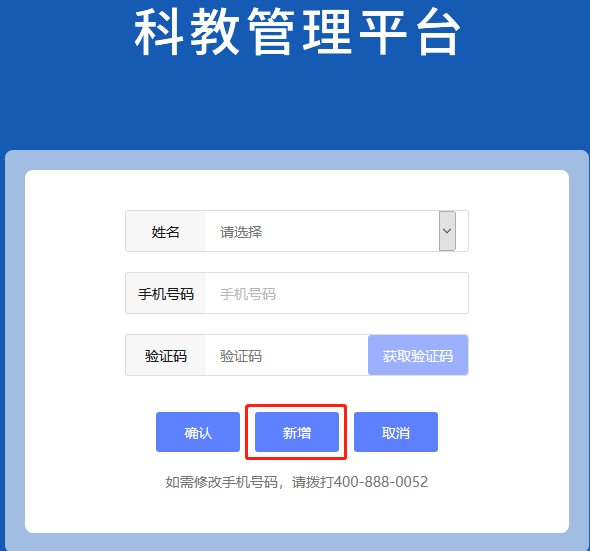 科教管理平台
姓名 请选择
手机号码 手机号码
验证码 验证码 获取验证码
确认 新增 取消
如需修改手机号码，请拨打400-888-0052